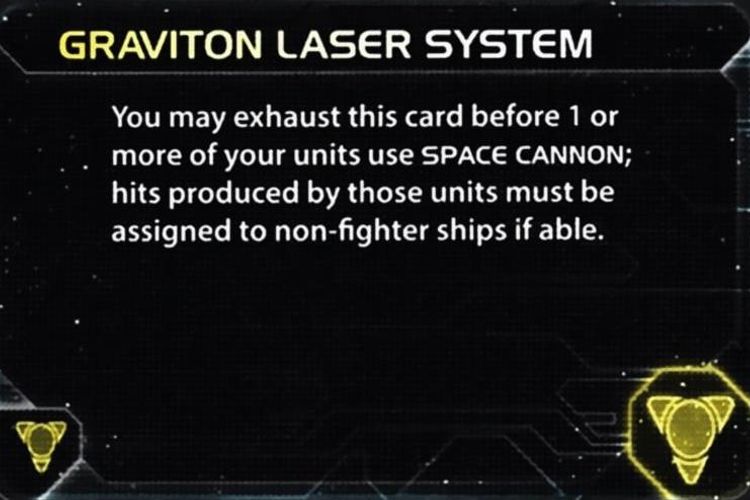 GRAVITON LASER SYSTEM
You may exhaust this card before 1 or
more of your units use SPACE CANNON;
hits produced by those units must be
assigned to non-fighter ships if able.